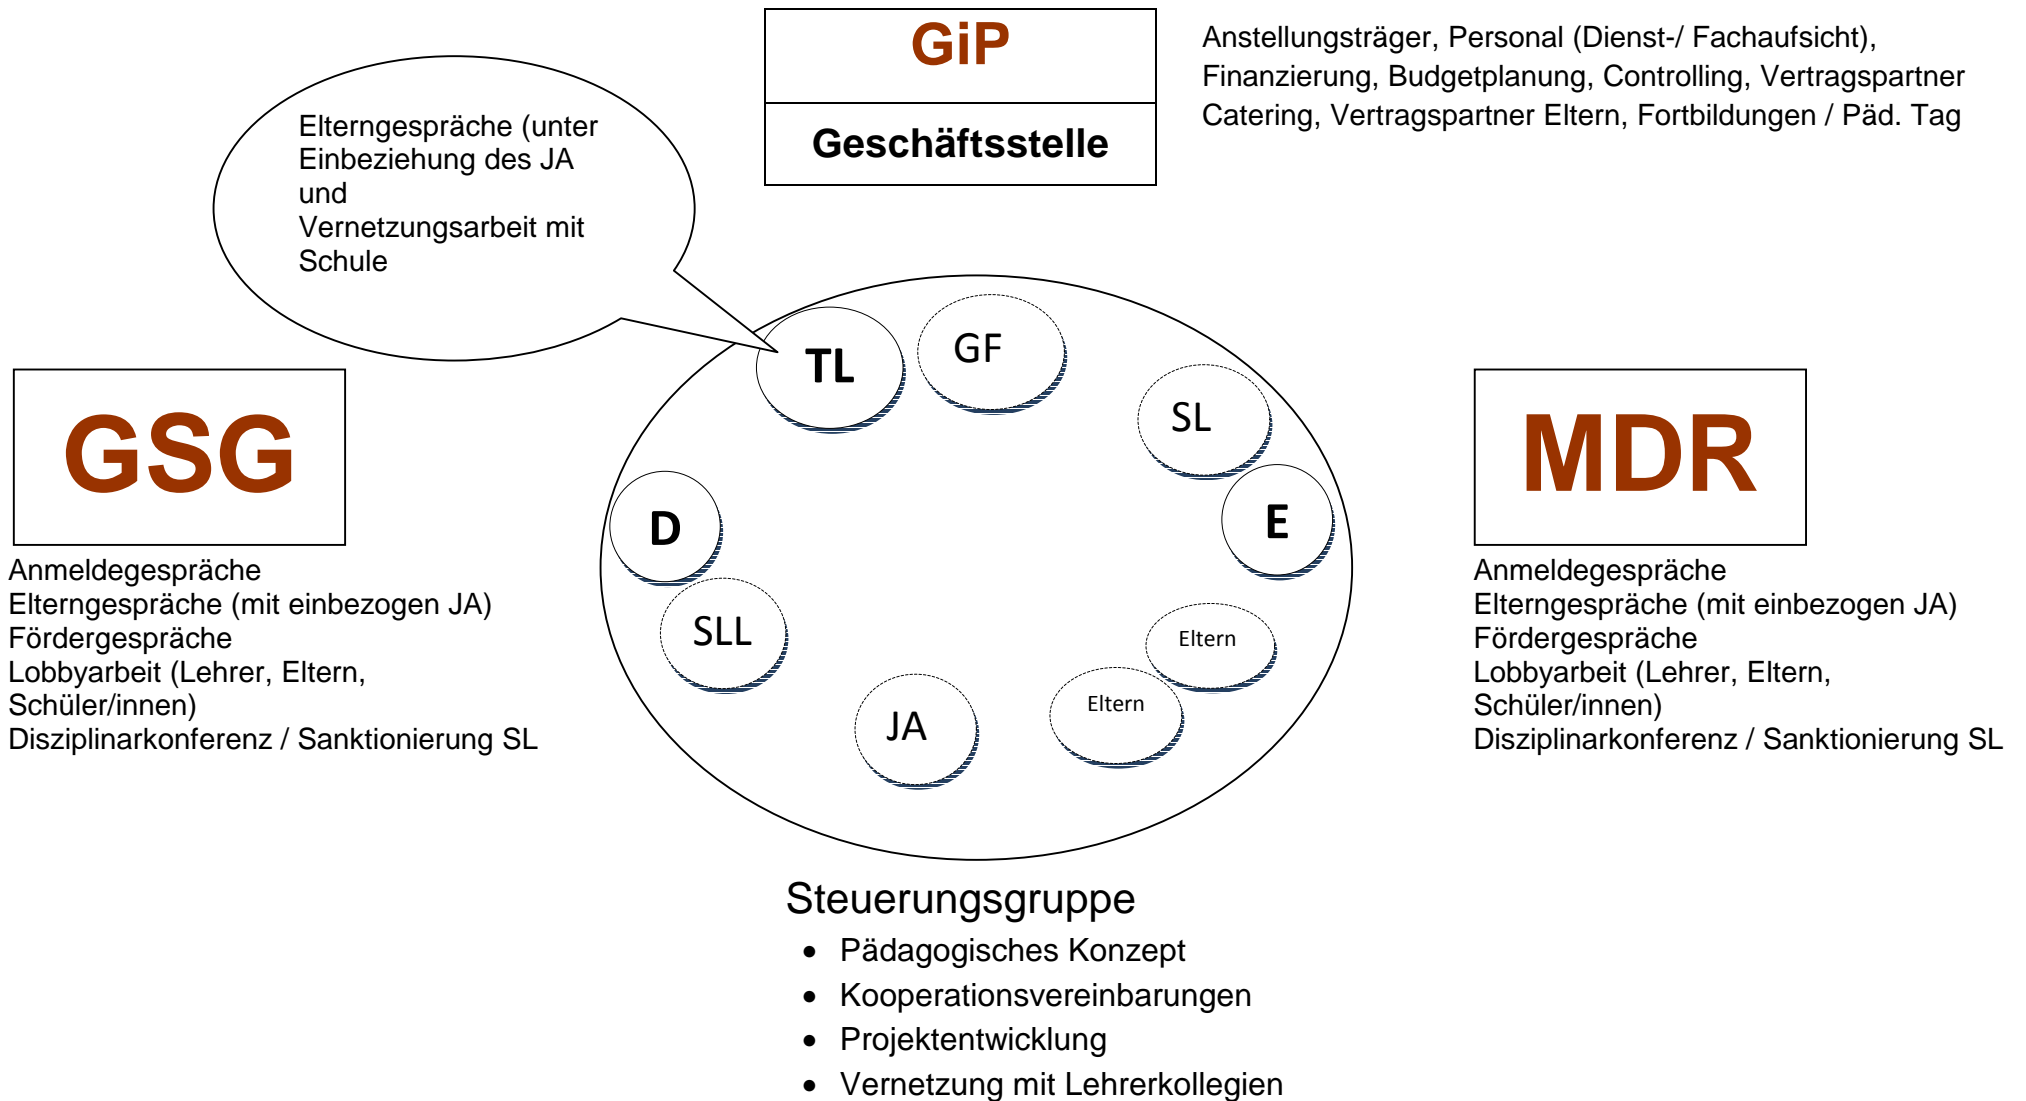 GiP
Geschäftsstelle
Anstellungsträger, Personal (Dienst-/ Fachaufsicht),
Finanzierung, Budgetplanung, Controlling, Vertragspartner
Catering, Vertragspartner Eltern, Fortbildungen / Päd. Tag
Elterngespräche (unter
Einbeziehung des JA
und
Vernetzungsarbeit mit
Schule
TL
GF
SL
E
D
SLL
JA
Eltern
Eltern
GSG
Anmeldegespräche
Elterngespräche (mit einbezogen JA)
Fördergespräche
Lobbyarbeit (Lehrer, Eltern,
Schüler/innen)
Disziplinarkonferenz / Sanktionierung SL
MDR
Anmeldegespräche
Elterngespräche (mit einbezogen JA)
Fördergespräche
Lobbyarbeit (Lehrer, Eltern,
Schüler/innen)
Disziplinarkonferenz / Sanktionierung SL
Steuerungsgruppe
• Pädagogisches Konzept
• Kooperationsvereinbarungen
• Projektentwicklung
• Vernetzung mit Lehrerkollegien